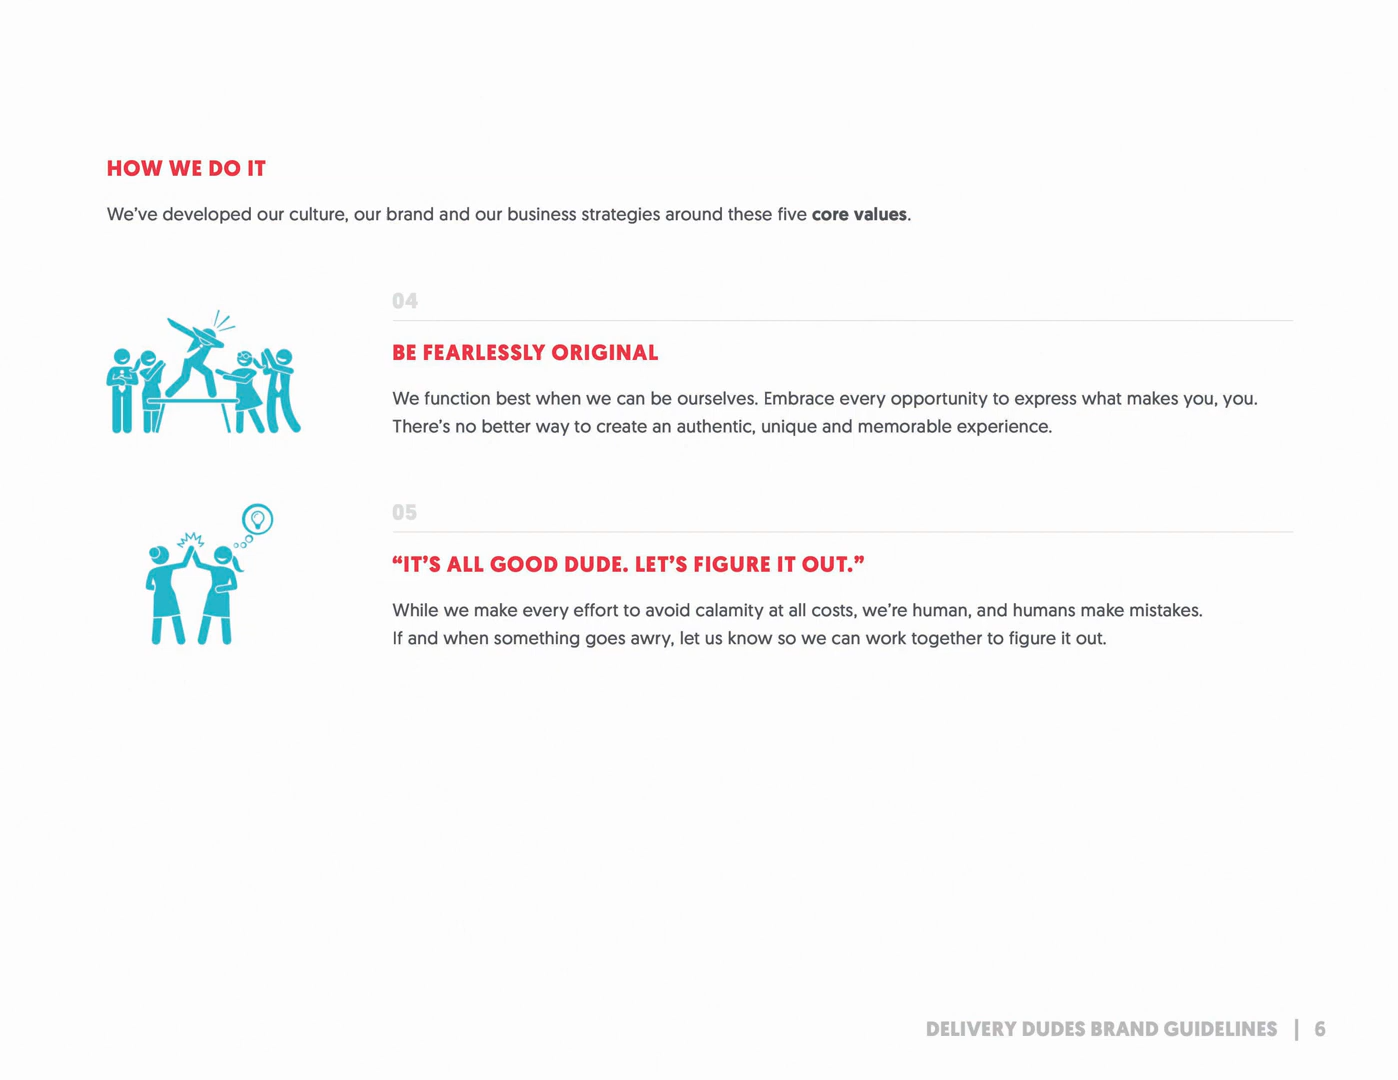 HOW WE DO IT
We’ve developed our culture, our brand and our business strategies around these five core values.
04
BE FEARLESSLY ORIGINAL
We function best when we can be ourselves. Embrace every opportunity to express what makes you, you.
There’s no better way to create an authentic, unique and memorable experience.
05
“IT’S ALL GOOD DUDE. LET’S FIGURE IT OUT.”
While we make every effort to avoid calamity at all costs, we’re human, and humans make mistakes.
If and when something goes awry, let us know so we can work together to figure it out.
DELIVERY DUDES BRAND GUIDELINES | 6